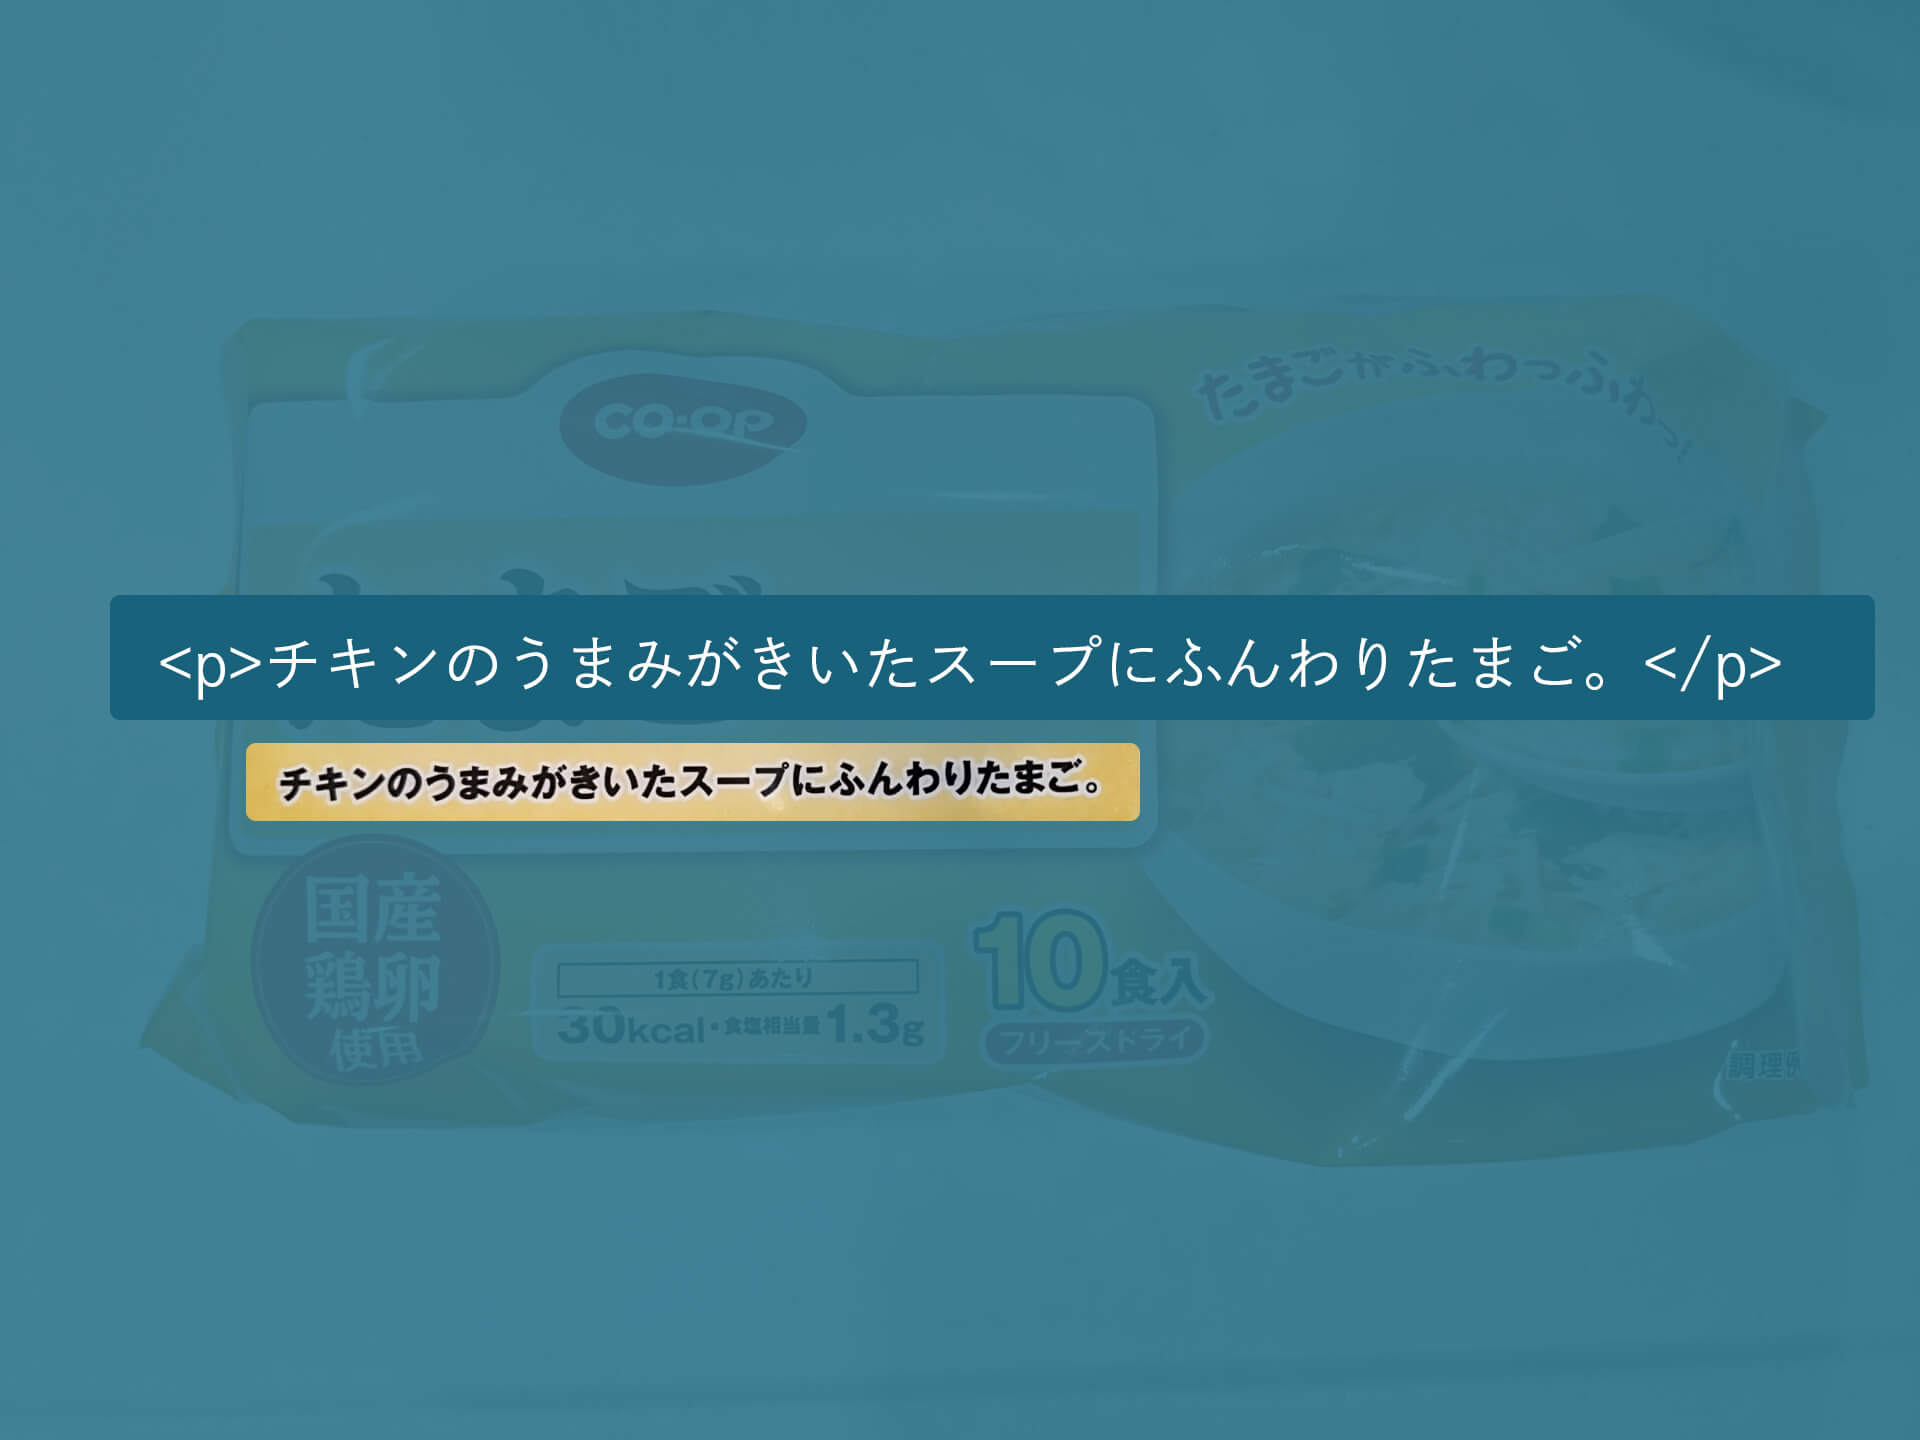 CO·OP
たまごがふわっふわっ!
<p>チキンのうまみがきいたスープにふんわりたまご。</p>
チキンのうまみがきいたスープにふんわりたまご。
国産
鶏卵
使用
1食(7g)あたり
30kcal・食塩相当量1.3g
10食入
フリーズドライ
調理例